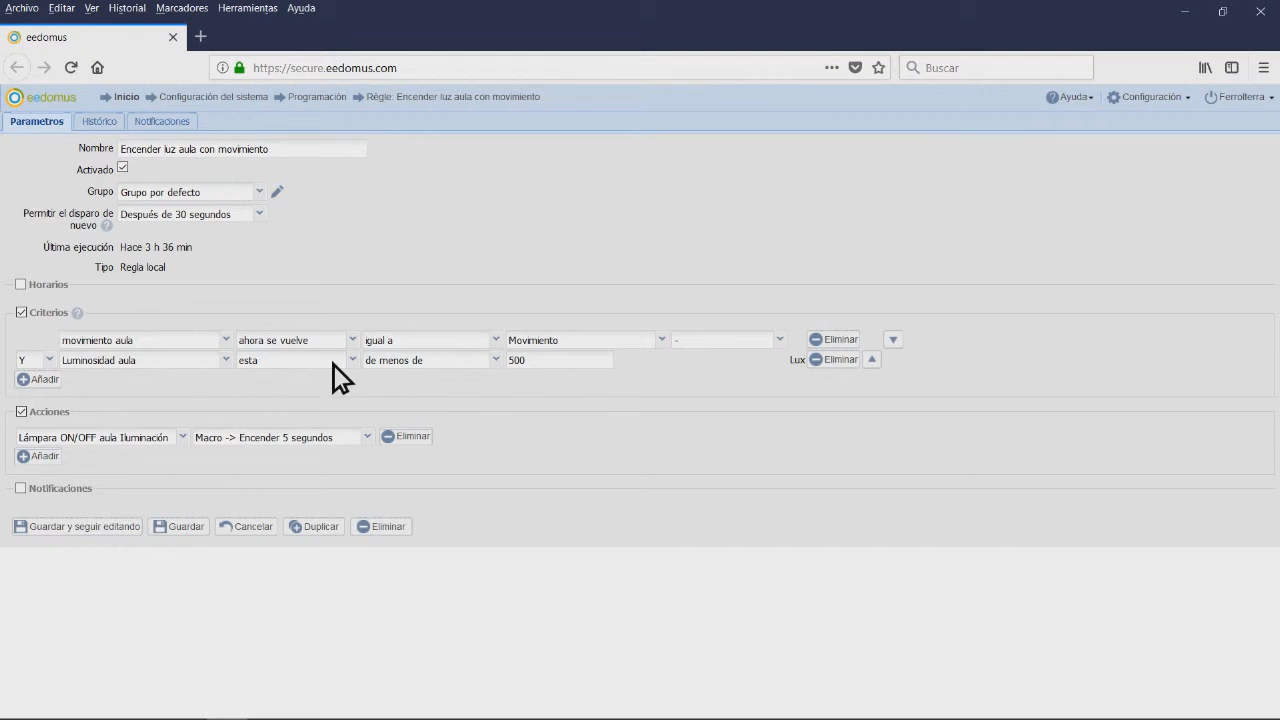 Archivo Editar Ver Historial Marcadores Herramientas Ayuda
eedomus
https://secure.eedomus.com
Buscar
eedomus Inicio Configuración del sistema Programación Règle: Encender luz aula con movimiento Ayuda Configuración Ferrolterra
Parametros Histórico Notificaciones
Nombre Encender luz aula con movimiento
Activado
Grupo Grupo por defecto
Permitir el disparo de nuevo ? Después de 30 segundos
Última ejecución Hace 3 h 36 min
Tipo Regla local
Horarios
Criterios ?
movimiento aula ahora se vuelve igual a Movimiento - Eliminar
Y Luminosidad aula esta de menos de 500 Lux Eliminar
Añadir
Acciones
Lámpara ON/OFF aula Iluminación Macro -> Encender 5 segundos Eliminar
Añadir
Notificaciones
Guardar y seguir editando Guardar Cancelar Duplicar Eliminar